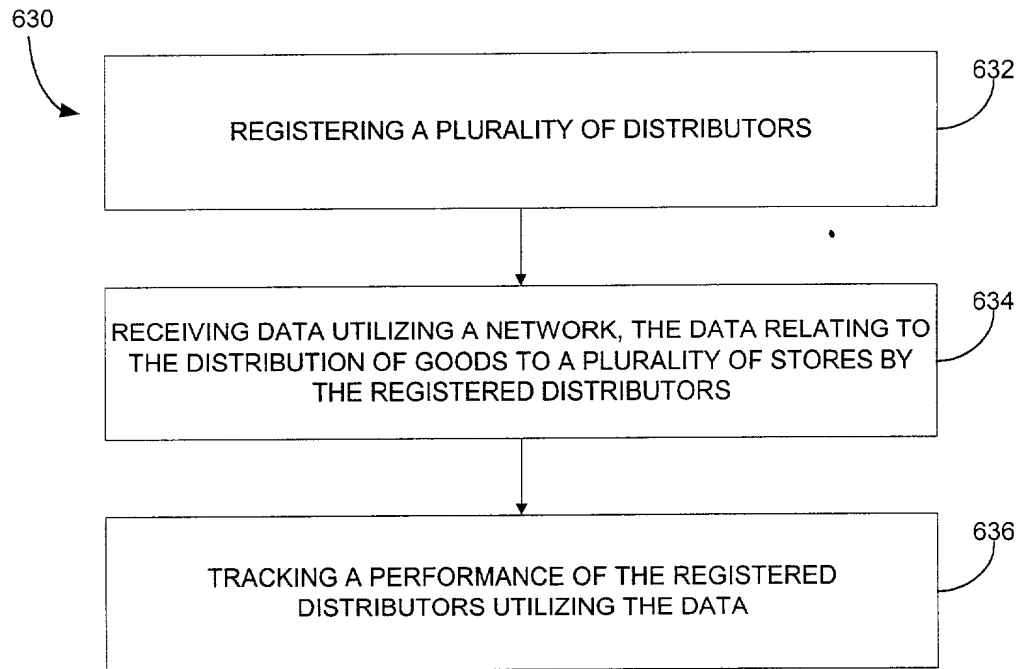 630
632
REGISTERING A PLURALITY OF DISTRIBUTORS
634
RECEIVING DATA UTILIZING A NETWORK, THE DATA RELATING TO
THE DISTRIBUTION OF GOODS TO A PLURALITY OF STORES BY
THE REGISTERED DISTRIBUTORS
636
TRACKING A PERFORMANCE OF THE REGISTERED
DISTRIBUTORS UTILIZING THE DATA